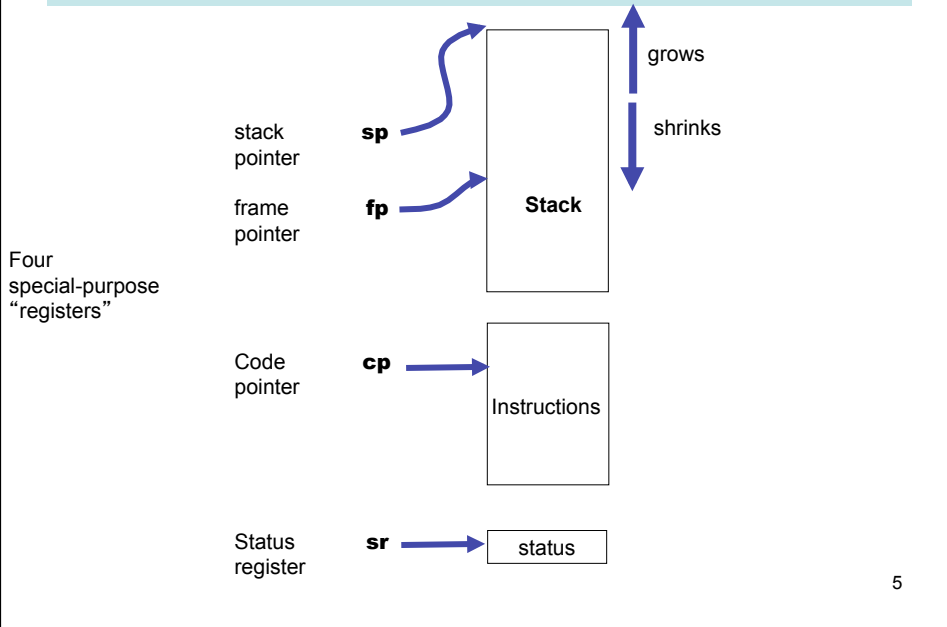 grows
shrinks
stack
pointer
sp
frame
pointer
fp
Stack
Four
special-purpose
“registers”
Code
pointer
cp
Instructions
Status
register
sr
status
5